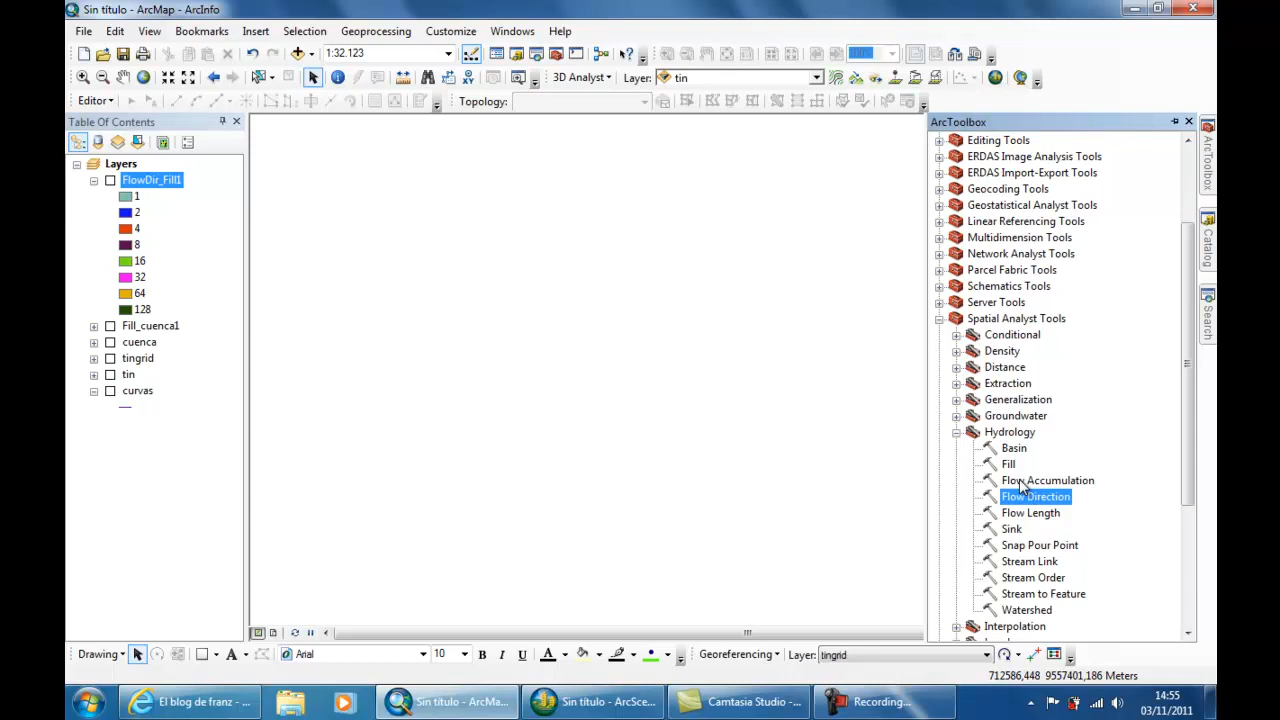 Sin título - ArcMap - ArcInfo
File Edit View Bookmarks Insert Selection Geoprocessing Customize Windows Help
1:32.123
3D Analyst Layer: tin
Editor Topology:
Table Of Contents
Layers
FlowDir_Fill1
1
2
4
8
16
32
64
128
Fill_cuenca1
cuenca
tingrid
tin
curvas
ArcToolbox
Editing Tools
ERDAS Image Analysis Tools
ERDAS Import-Export Tools
Geocoding Tools
Geostatistical Analyst Tools
Linear Referencing Tools
Multidimension Tools
Network Analyst Tools
Parcel Fabric Tools
Schematics Tools
Server Tools
Spatial Analyst Tools
Conditional
Density
Distance
Extraction
Generalization
Groundwater
Hydrology
Basin
Fill
Flow Accumulation
Flow Direction
Flow Length
Sink
Snap Pour Point
Stream Link
Stream Order
Stream to Feature
Watershed
Interpolation
ArcToolbox
Catalog
Search
Drawing A Arial 10 B I U A Georeferencing Layer: tingrid
712586,448 9557401,186 Meters
El blog de franz - ... Sin título - ArcMa... Sin título - ArcSce... Camtasia Studio - ... Recording...
14:55
03/11/2011